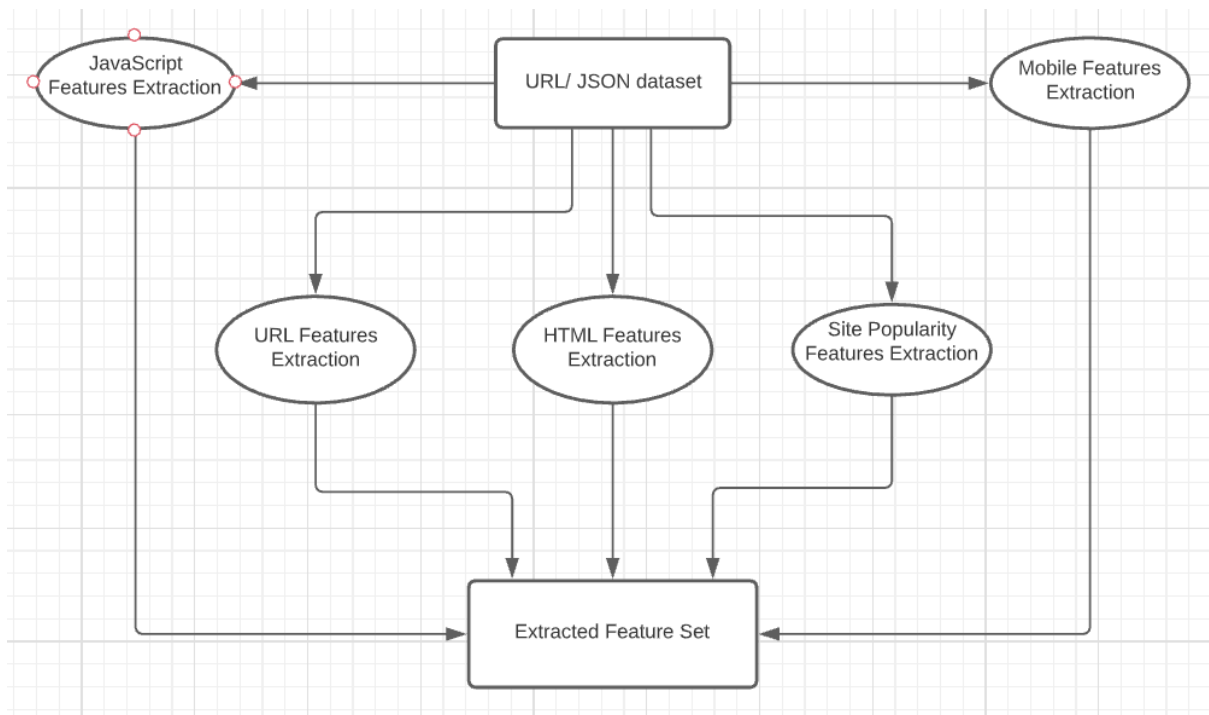 JavaScript
Features Extraction
URL/ JSON dataset
Mobile Features
Extraction
URL Features
Extraction
HTML Features
Extraction
Site Popularity
Features Extraction
Extracted Feature Set